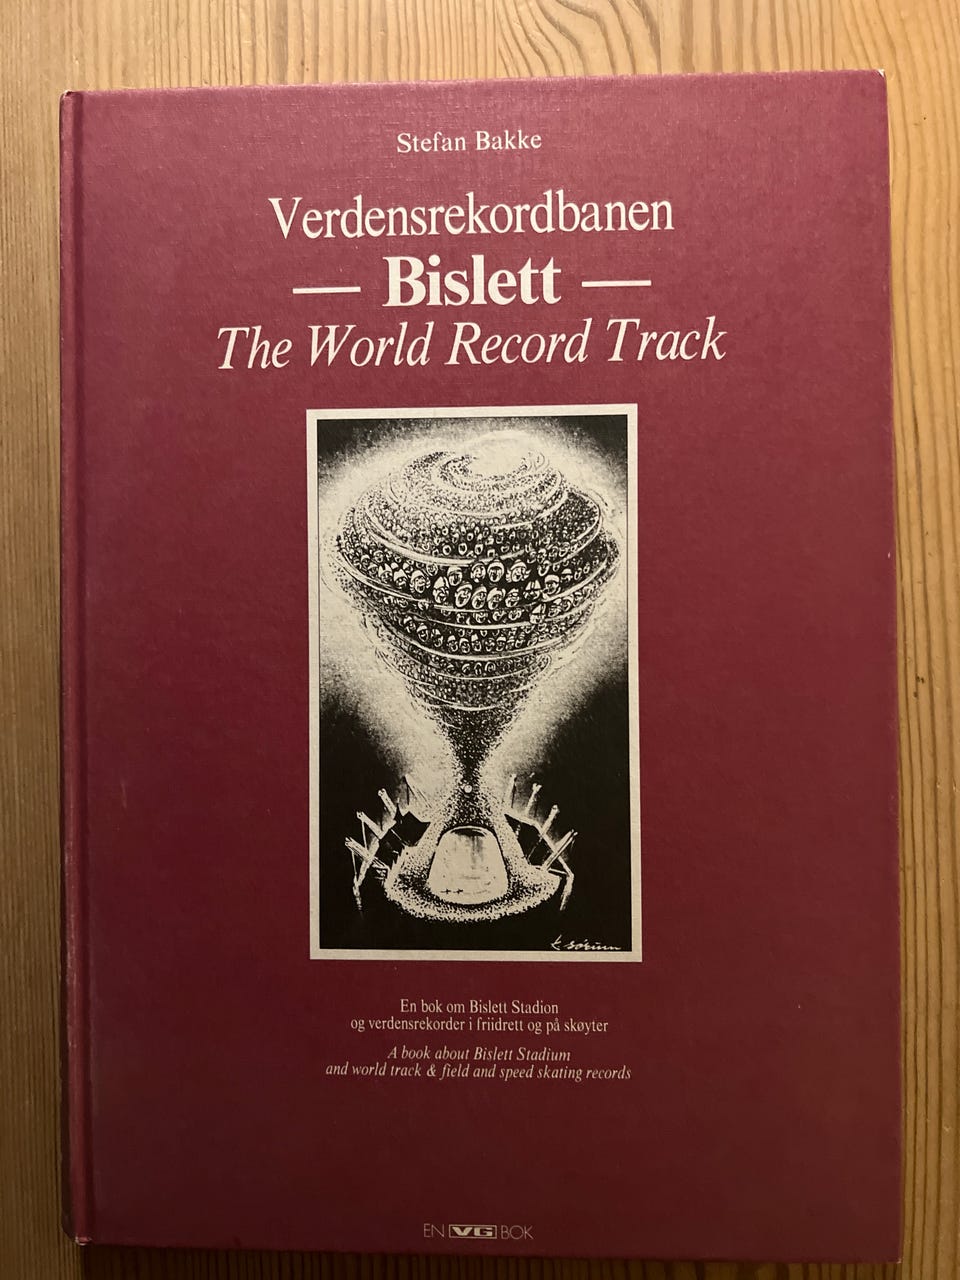 Stefan Bakke
Verdensrekordbanen
— Bislett —
The World Record Track
K. Sørum
En bok om Bislett Stadion
og verdensrekorder i friidrett og på skøyter
A book about Bislett Stadium
and world track & field and speed skating records
EN VG BOK